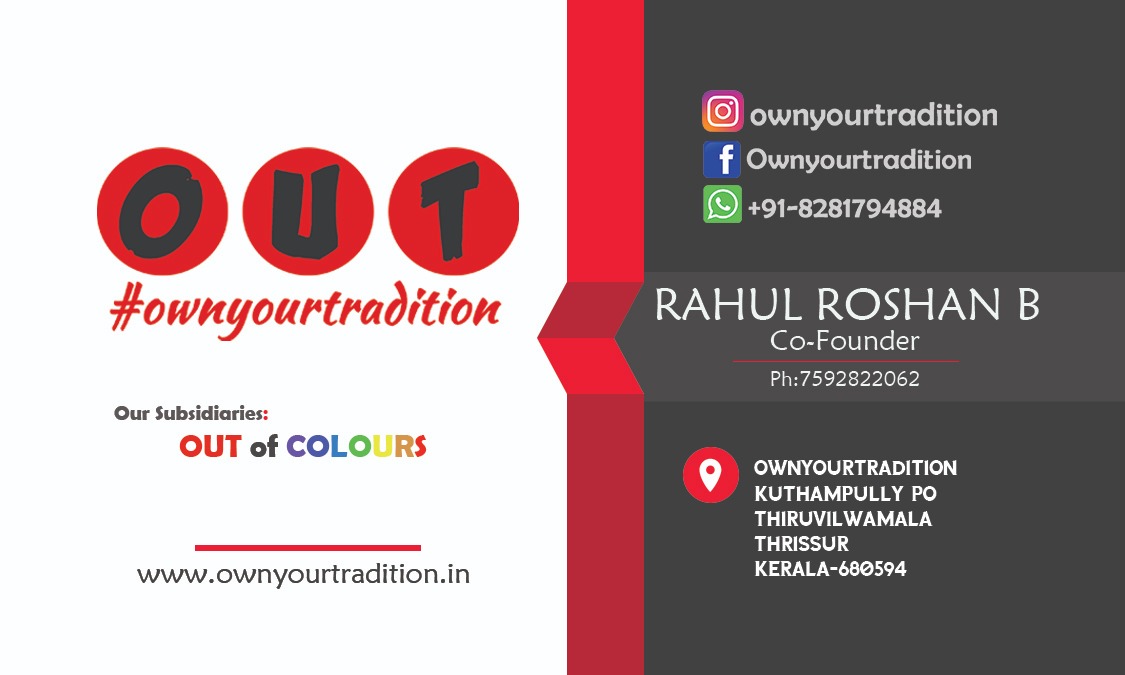 OUT
#ownyourtradition
Our Subsidiaries:
OUT of COLOURS
www.ownyourtradition.in
ownyourtradition
Ownyourtradition
+91-8281794884
RAHUL ROSHAN B
Co-Founder
Ph:7592822062
OWNYOURTRADITION
KUTHAMPULLY PO
THIRUVILWAMALA
THRISSUR
KERALA-680594